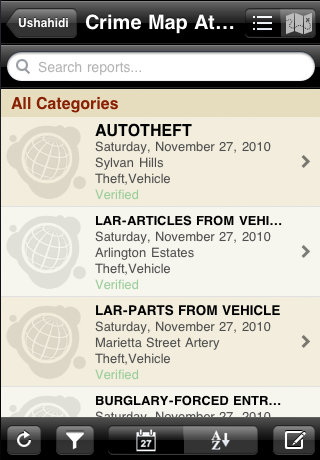 Ushahidi
Crime Map At...
Search reports...
All Categories
AUTOTHEFT
Saturday, November 27, 2010
Sylvan Hills
Theft,Vehicle
Verified
LAR-ARTICLES FROM VEHI...
Saturday, November 27, 2010
Arlington Estates
Theft,Vehicle
Verified
LAR-PARTS FROM VEHICLE
Saturday, November 27, 2010
Marietta Street Artery
Theft,Vehicle
Verified
BURGLARY-FORCED ENTR...
Saturday, November 27, 2010
27
A
Z